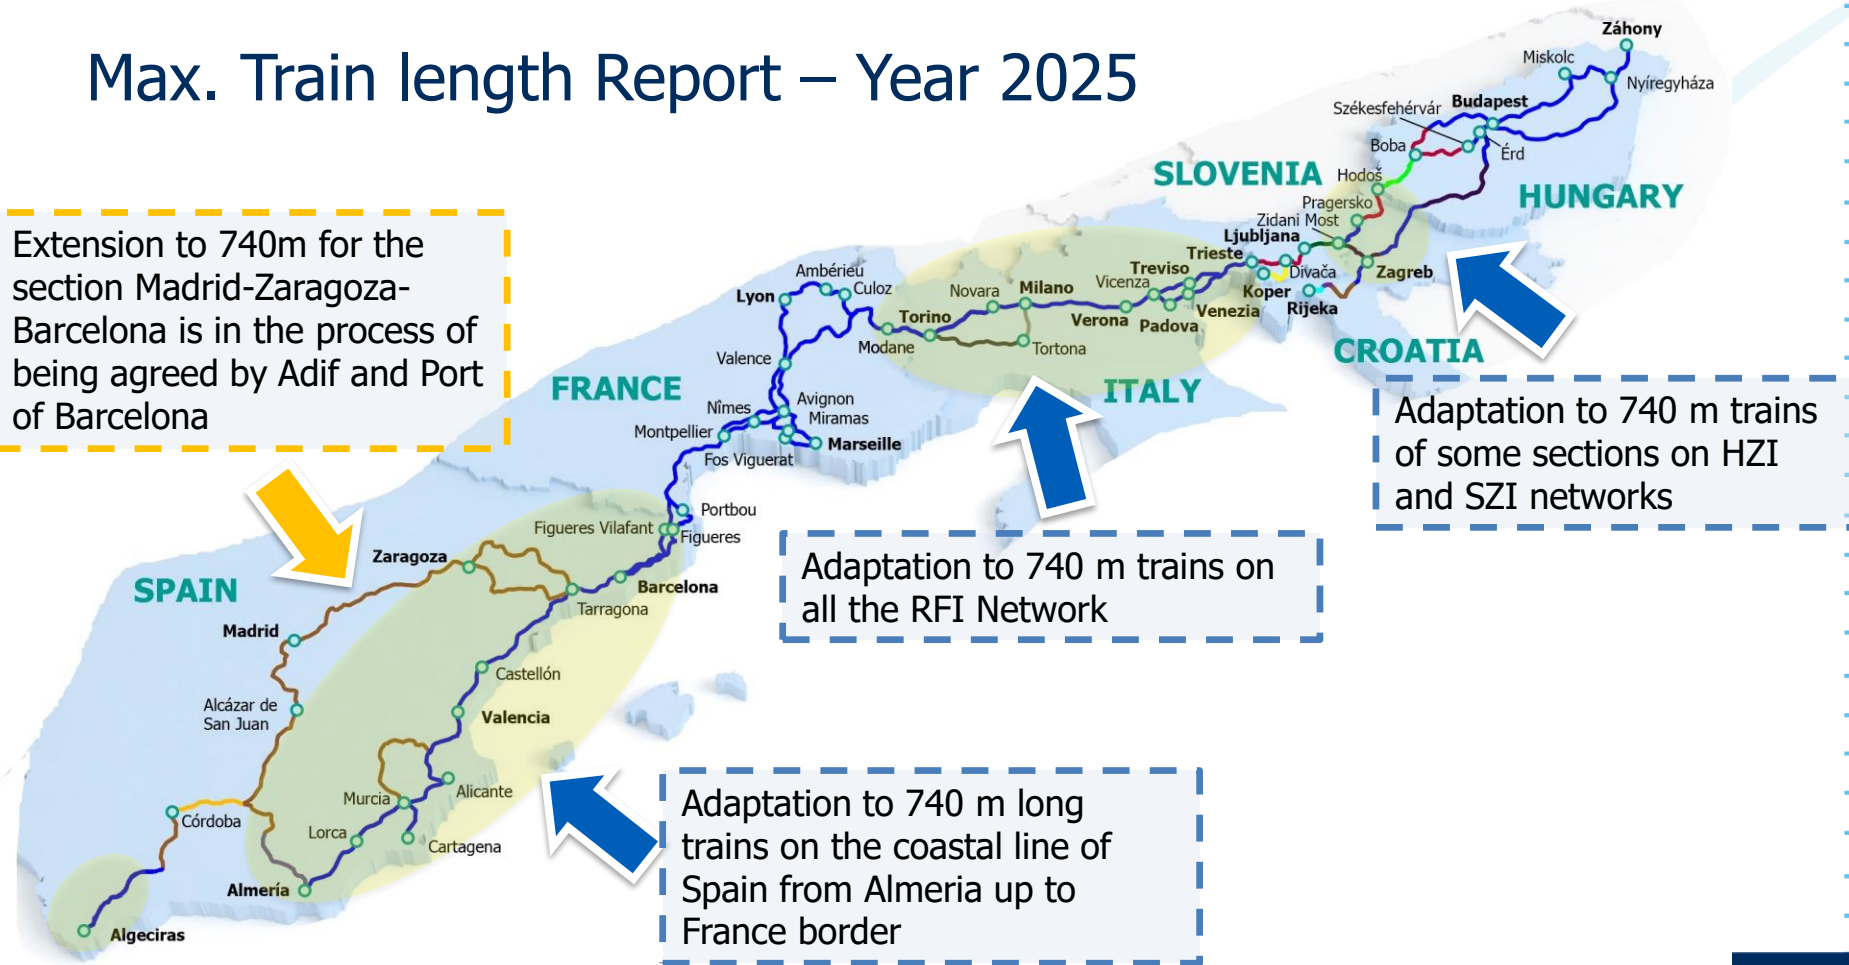 Max. Train length Report – Year 2025
Extension to 740m for the
section Madrid-Zaragoza-
Barcelona is in the process of
being agreed by Adif and Port
of Barcelona
Záhony
Miskolc
Nyíregyháza
Székesfehérvár
Budapest
Boba
Érd
SLOVENIA
Hodoš
HUNGARY
Pragersko
Zidani Most
Ljubljana
Trieste
Divača
Zagreb
Koper
Rijeka
CROATIA
Treviso
Vicenza
Venezia
Padova
Verona
Milano
Novara
Torino
Tortona
Modane
ITALY
Ambérieu
Culoz
Lyon
Valence
FRANCE
Avignon
Nîmes
Miramas
Montpellier
Marseille
Fos Viguerat
Portbou
Figueres Vilafant
Figueres
Zaragoza
Barcelona
Tarragona
SPAIN
Madrid
Castellón
Alcázar de
San Juan
Valencia
Alicante
Murcia
Córdoba
Lorca
Cartagena
Almería
Algeciras
Adaptation to 740 m trains
of some sections on HZI
and SZI networks
Adaptation to 740 m trains on
all the RFI Network
Adaptation to 740 m long
trains on the coastal line of
Spain from Almeria up to
France border